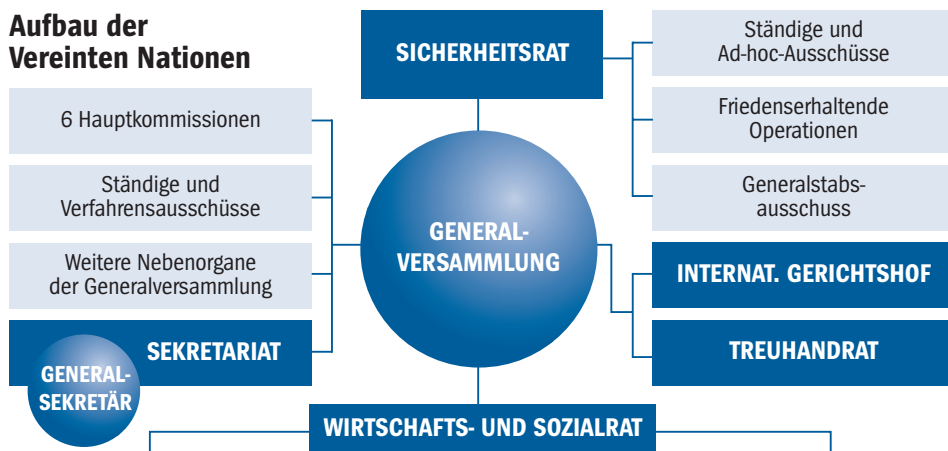 Aufbau der
Vereinten Nationen
SICHERHEITSRAT
Ständige und
Ad-hoc-Ausschüsse
Friedenserhaltende
Operationen
Generalstabs-
ausschuss
6 Hauptkommissionen
Ständige und
Verfahrensausschüsse
Weitere Nebenorgane
der Generalversammlung
GENERAL-
VERSAMMLUNG
INTERNAT. GERICHTSHOF
TREUHANDRAT
SEKRETARIAT
GENERAL-
SEKRETÄR
WIRTSCHAFTS- UND SOZIALRAT